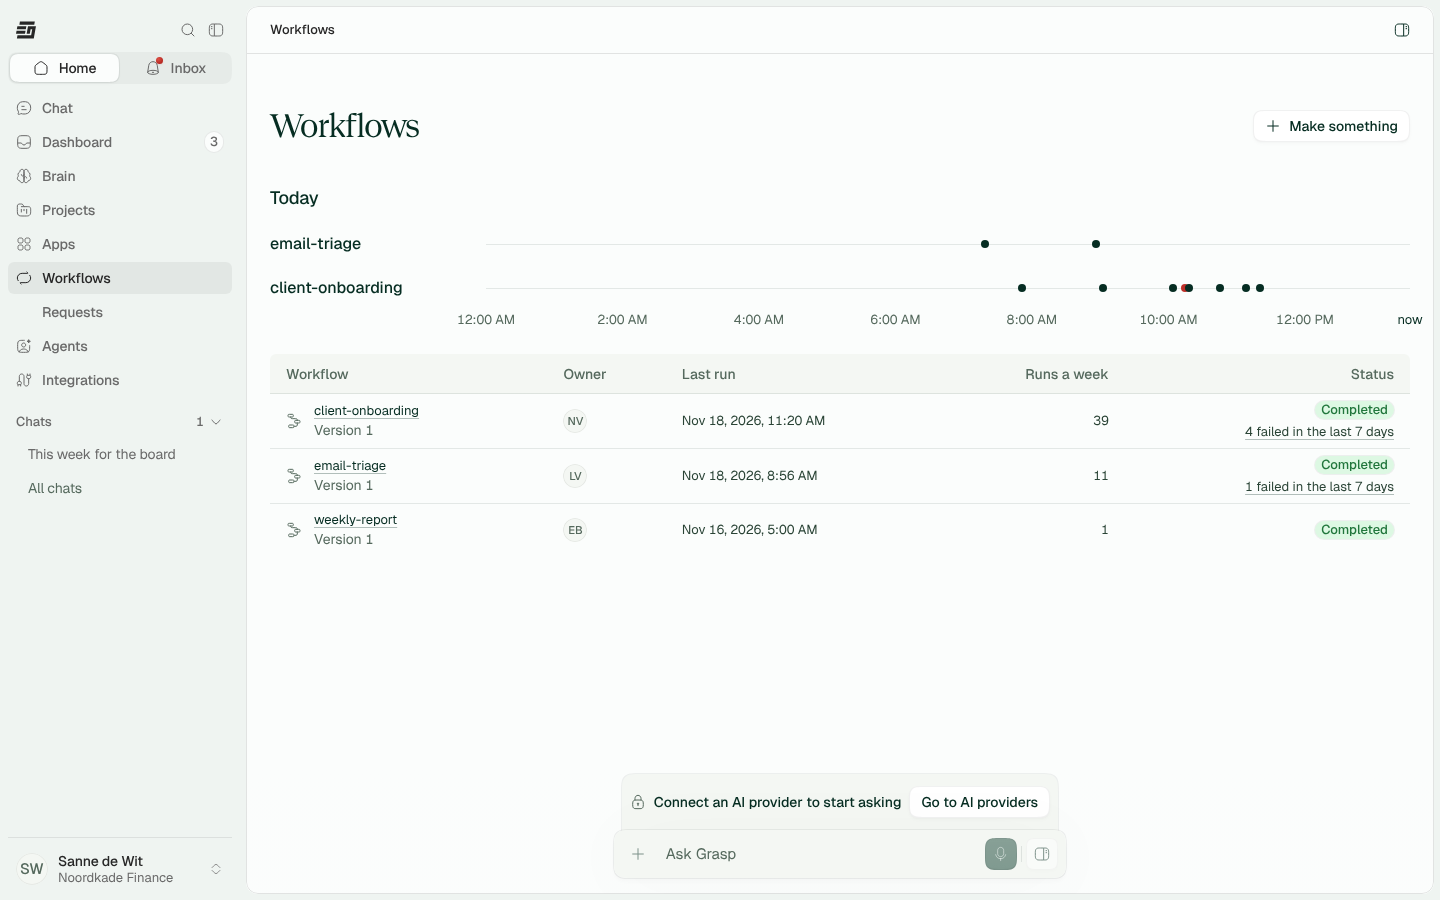 Home
Inbox
Chat
Dashboard
3
Brain
Projects
Apps
Workflows
Requests
Agents
Integrations
Chats
1
This week for the board
All chats
SW
Sanne de Wit
Noordkade Finance
Workflows
Workflows
Make something
Today
email-triage
client-onboarding
12:00 AM 2:00 AM 4:00 AM 6:00 AM 8:00 AM 10:00 AM 12:00 PM now
Workflow Owner Last run Runs a week Status
client-onboarding
Version 1
NV
Nov 18, 2026, 11:20 AM
39
Completed
4 failed in the last 7 days
email-triage
Version 1
LV
Nov 18, 2026, 8:56 AM
11
Completed
1 failed in the last 7 days
weekly-report
Version 1
EB
Nov 16, 2026, 5:00 AM
1
Completed
Connect an AI provider to start asking
Go to AI providers
Ask Grasp